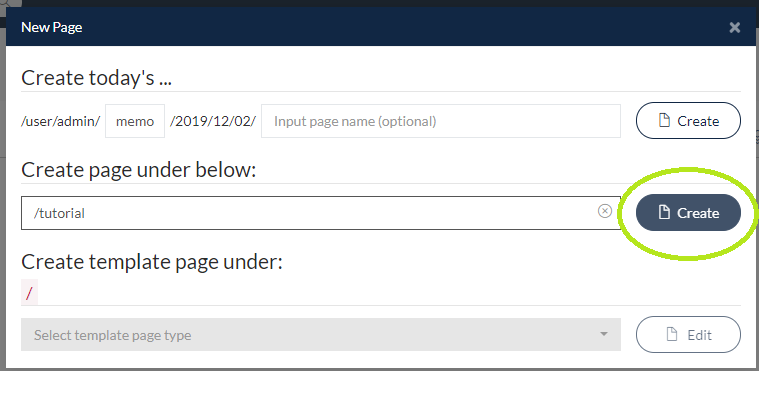 New Page ×
Create today's ...
/user/admin/ memo /2019/12/02/ Input page name (optional) Create
Create page under below:
/tutorial Create
Create template page under:
/
Select template page type Edit